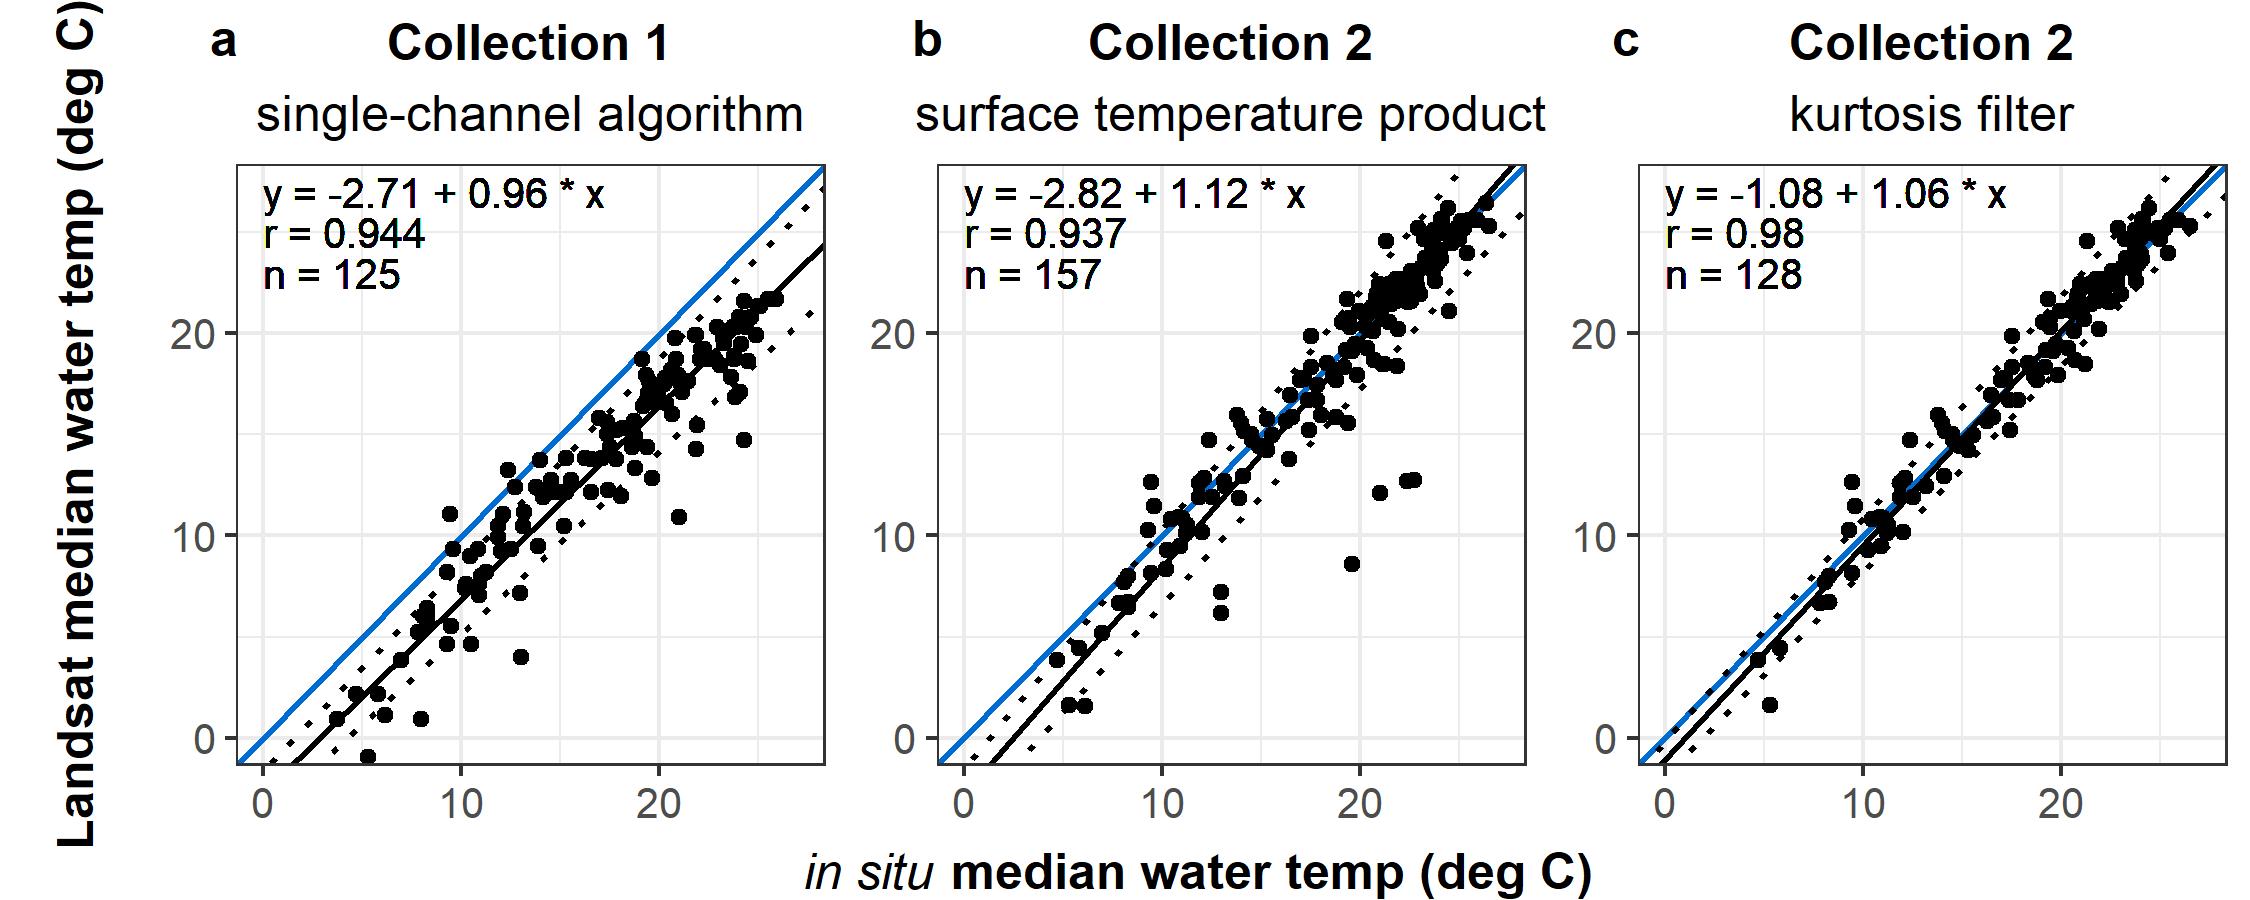 a
Collection 1
single-channel algorithm
b
Collection 2
surface temperature product
c
Collection 2
kurtosis filter
Landsat median water temp (deg C)
y = -2.71 + 0.96 * x
r = 0.944
n = 125
20
10
0
0 10 20
y = -2.82 + 1.12 * x
r = 0.937
n = 157
20
10
0
0 10 20
y = -1.08 + 1.06 * x
r = 0.98
n = 128
20
10
0
0 10 20
in situ median water temp (deg C)